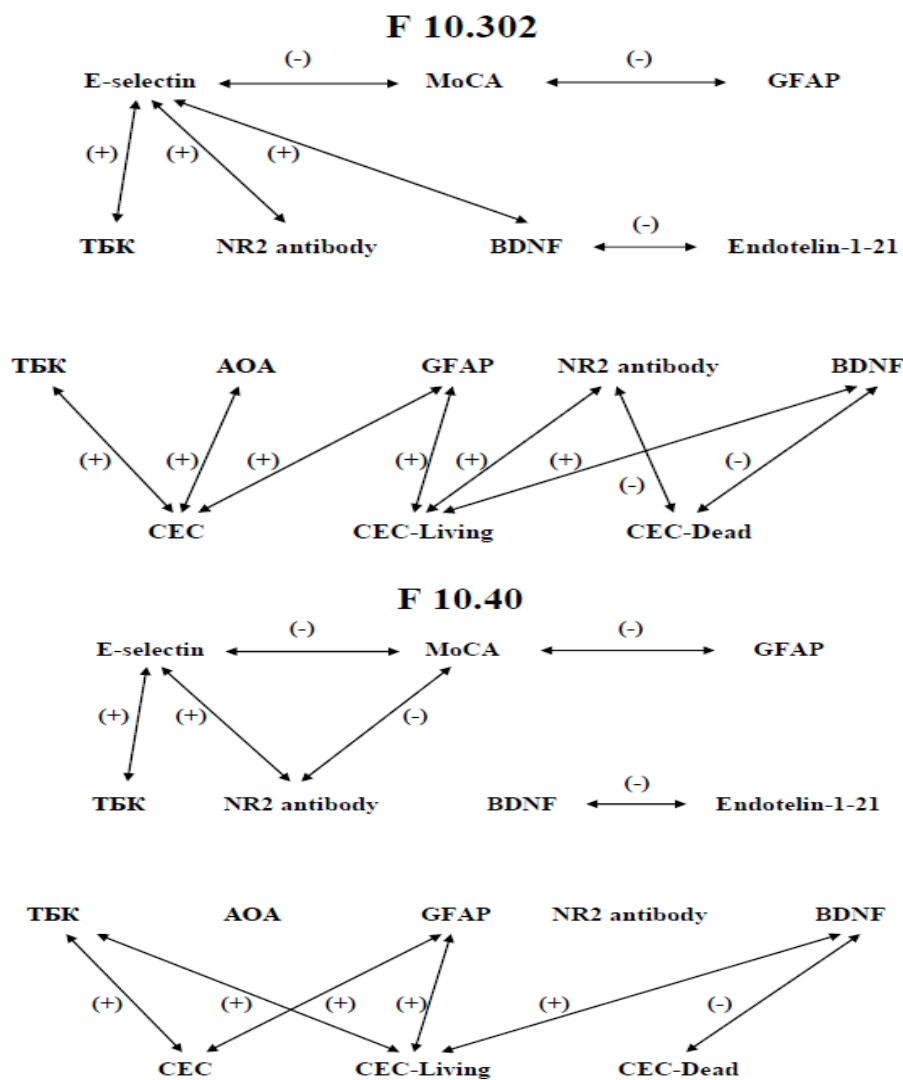 F 10.302
(-) (-)
E-selectin MoCA GFAP
(+) (+) (+)
ТБК NR2 antibody BDNF (-) Endotelin-1-21
ТБК АОА GFAP NR2 antibody BDNF
(+) (+) (+) (+) (+) (+) (-) (-)
CEC CEC-Living CEC-Dead
F 10.40
(-) (-)
E-selectin MoCA GFAP
(+) (+) (-)
ТБК NR2 antibody BDNF (-) Endotelin-1-21
ТБК АОА GFAP NR2 antibody BDNF
(+) (+) (+) (+) (+) (-)
CEC CEC-Living CEC-Dead